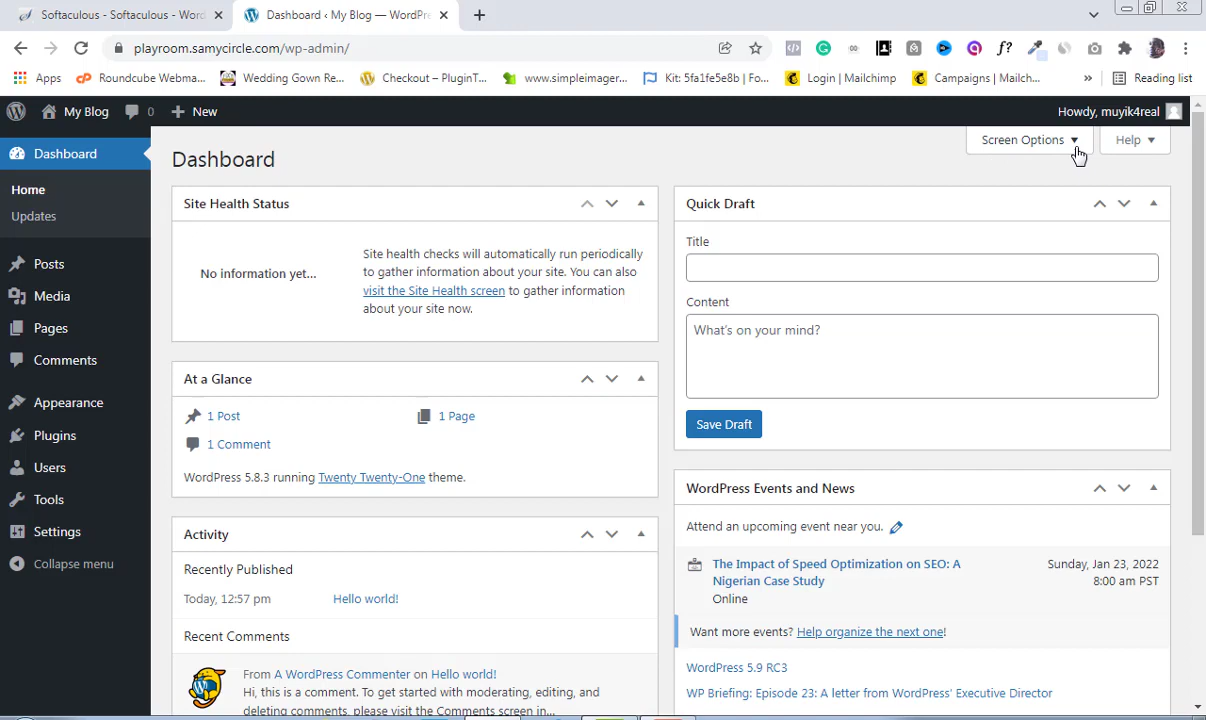 Softaculous - Softaculous - Word
Dashboard ‹ My Blog — WordPre
playroom.samycircle.com/wp-admin/
f?
Apps
cP Roundcube Webma...
Wedding Gown Re...
Checkout – PluginT...
www.simpleimager...
Kit: 5fa1fe5e8b | Fo...
Login | Mailchimp
Campaigns | Mailch...
»
Reading list
My Blog
0
New
Howdy, muyik4real
Dashboard
Home
Updates
Posts
Media
Pages
Comments
Appearance
Plugins
Users
Tools
Settings
Collapse menu
Screen Options
Help
Dashboard
Site Health Status
No information yet...
Site health checks will automatically run periodically
to gather information about your site. You can also
visit the Site Health screen to gather information
about your site now.
At a Glance
1 Post
1 Page
1 Comment
WordPress 5.8.3 running Twenty Twenty-One theme.
Activity
Recently Published
Today, 12:57 pm
Hello world!
Recent Comments
From A WordPress Commenter on Hello world!
Hi, this is a comment. To get started with moderating, editing, and
deleting comments, please visit the Comments screen in...
Quick Draft
Title
Content
What's on your mind?
Save Draft
WordPress Events and News
Attend an upcoming event near you.
The Impact of Speed Optimization on SEO: A
Nigerian Case Study
Online
Sunday, Jan 23, 2022
8:00 am PST
Want more events? Help organize the next one!
WordPress 5.9 RC3
WP Briefing: Episode 23: A letter from WordPress' Executive Director